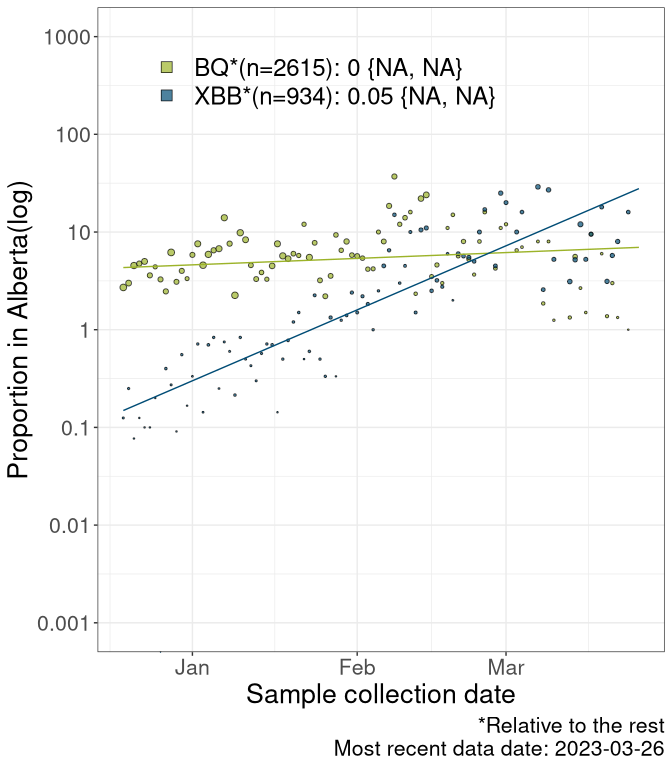 1000
BQ*(n=2615): 0 {NA, NA}
XBB*(n=934): 0.05 {NA, NA}
100
10
1
0.1
0.01
0.001
Proportion in Alberta(log)
Jan Feb Mar
Sample collection date
*Relative to the rest
Most recent data date: 2023-03-26